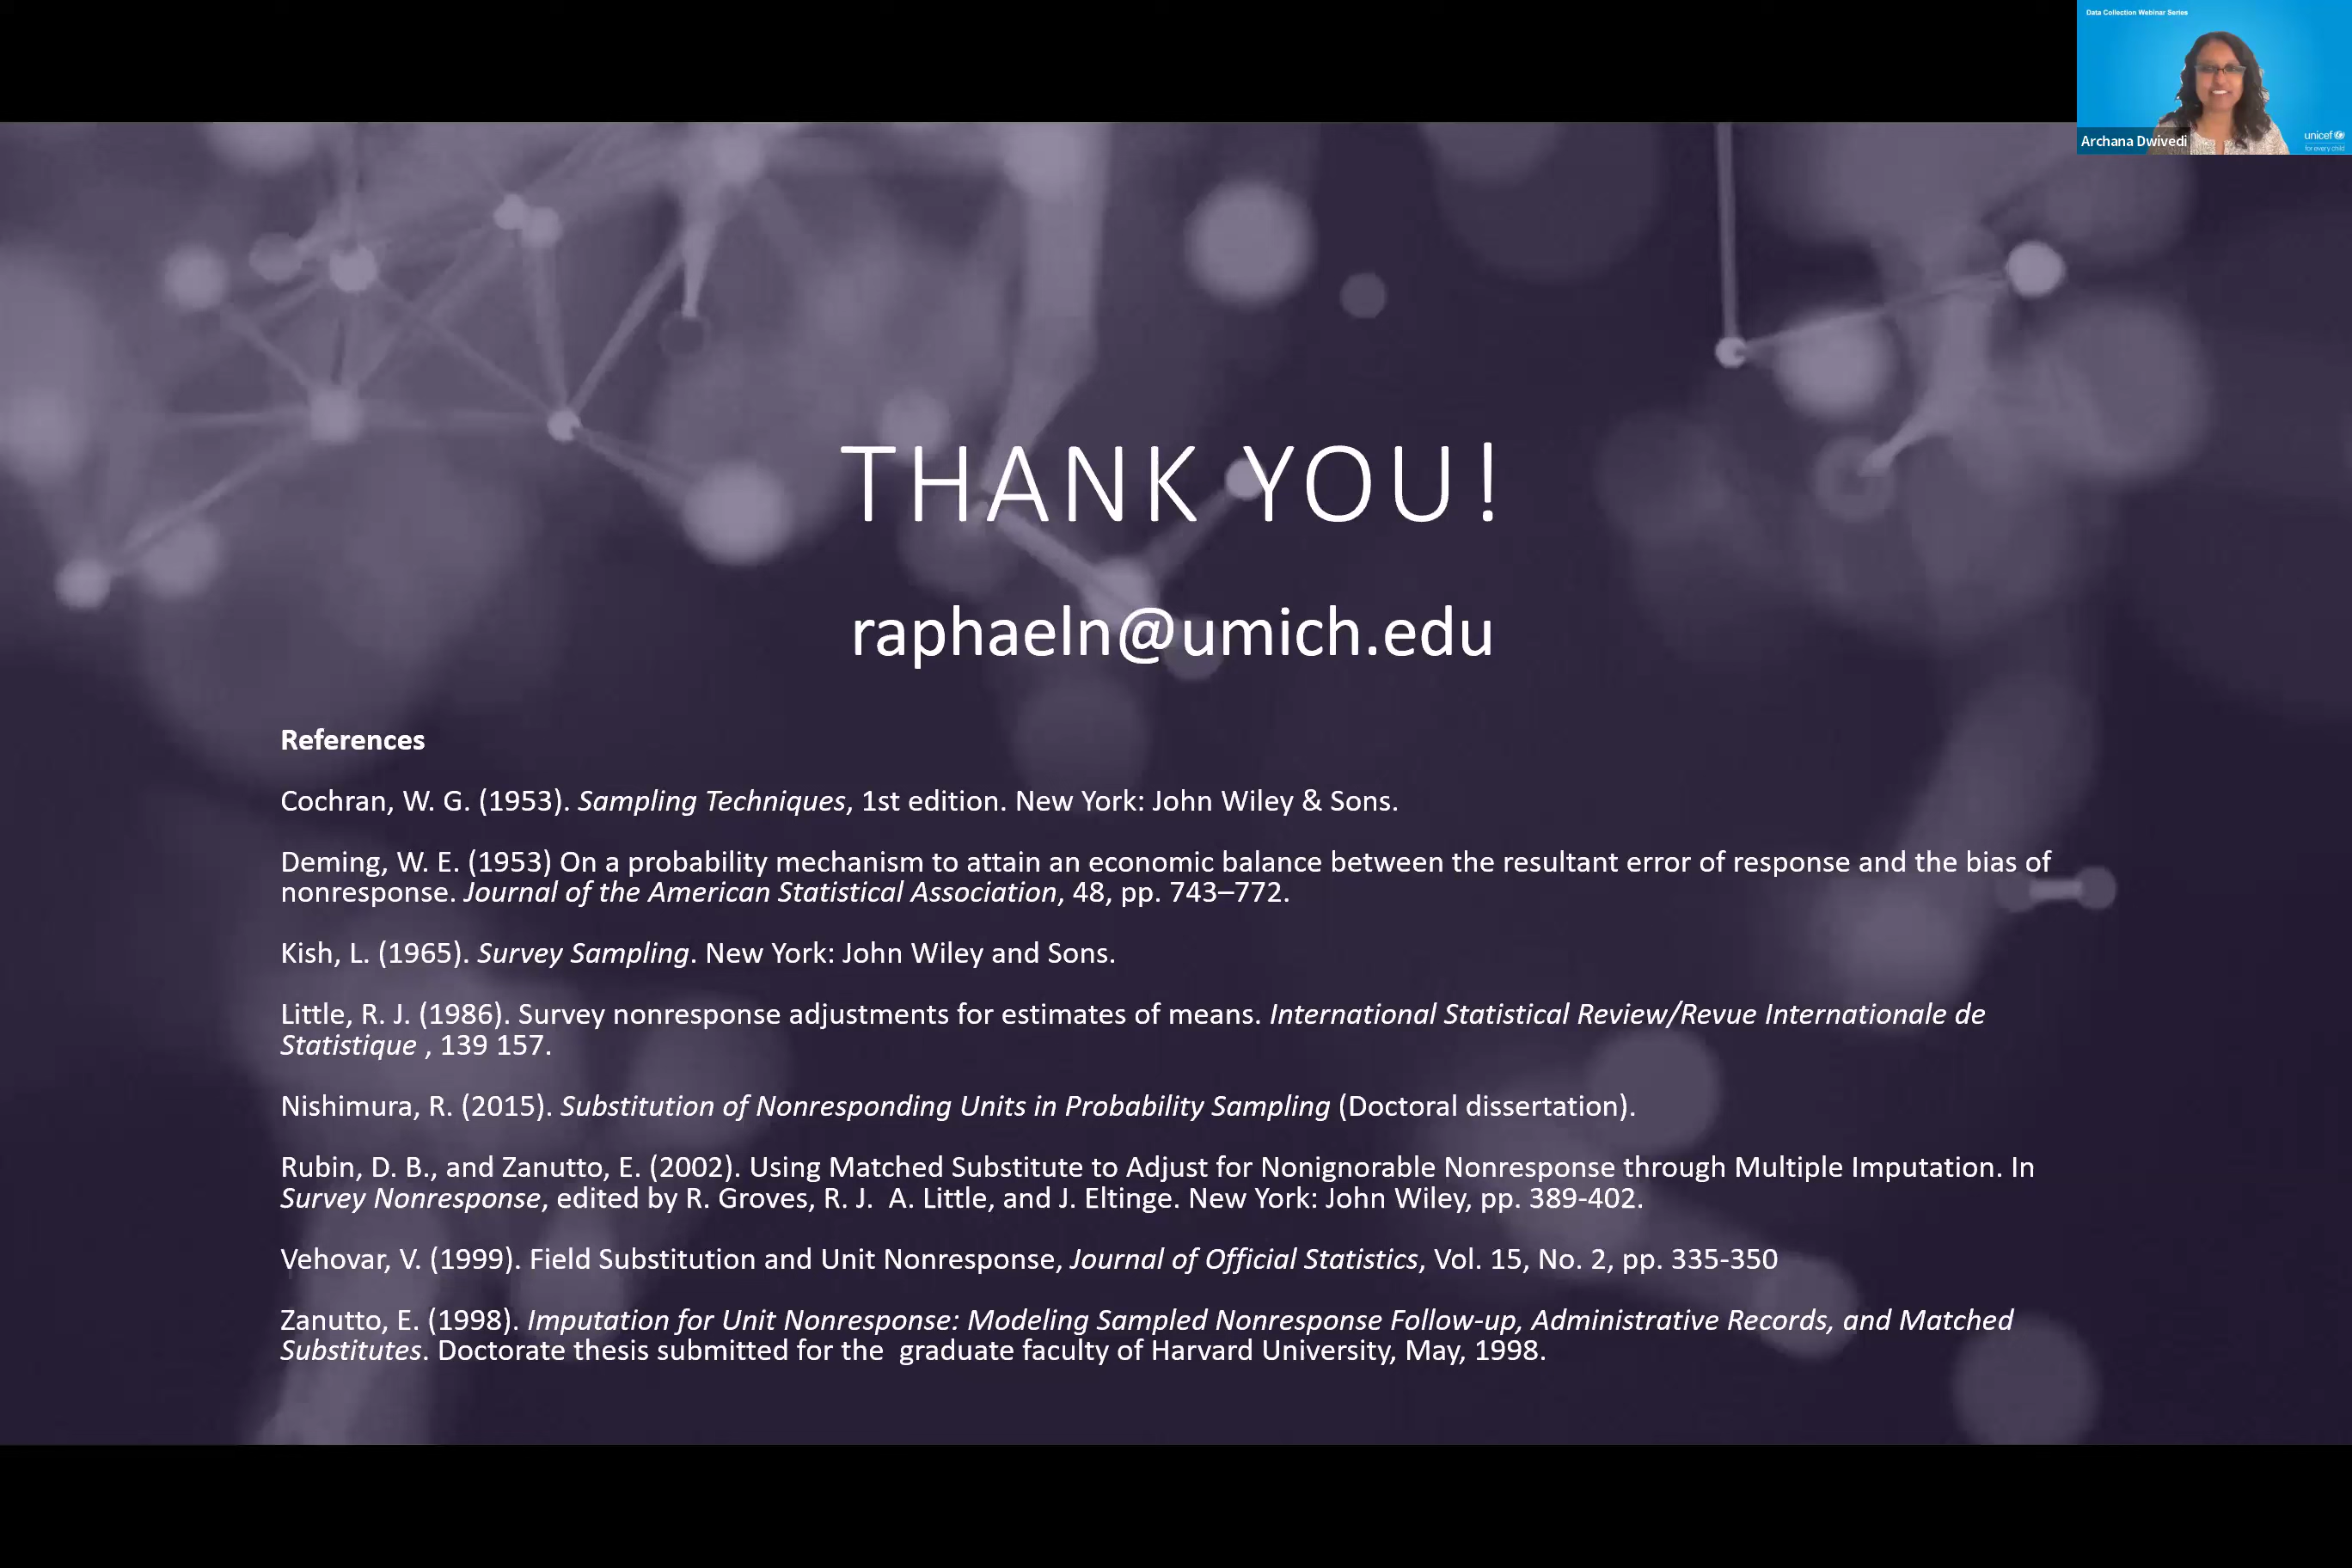 Data Collection Webinar Series
Archana Dwivedi
unicef
for every child
THANK YOU!
raphaeln@umich.edu
References
Cochran, W. G. (1953). Sampling Techniques, 1st edition. New York: John Wiley & Sons.
Deming, W. E. (1953) On a probability mechanism to attain an economic balance between the resultant error of response and the bias of
nonresponse. Journal of the American Statistical Association, 48, pp. 743–772.
Kish, L. (1965). Survey Sampling. New York: John Wiley and Sons.
Little, R. J. (1986). Survey nonresponse adjustments for estimates of means. International Statistical Review/Revue Internationale de
Statistique , 139 157.
Nishimura, R. (2015). Substitution of Nonresponding Units in Probability Sampling (Doctoral dissertation).
Rubin, D. B., and Zanutto, E. (2002). Using Matched Substitute to Adjust for Nonignorable Nonresponse through Multiple Imputation. In
Survey Nonresponse, edited by R. Groves, R. J.  A. Little, and J. Eltinge. New York: John Wiley, pp. 389-402.
Vehovar, V. (1999). Field Substitution and Unit Nonresponse, Journal of Official Statistics, Vol. 15, No. 2, pp. 335-350
Zanutto, E. (1998). Imputation for Unit Nonresponse: Modeling Sampled Nonresponse Follow-up, Administrative Records, and Matched
Substitutes. Doctorate thesis submitted for the  graduate faculty of Harvard University, May, 1998.